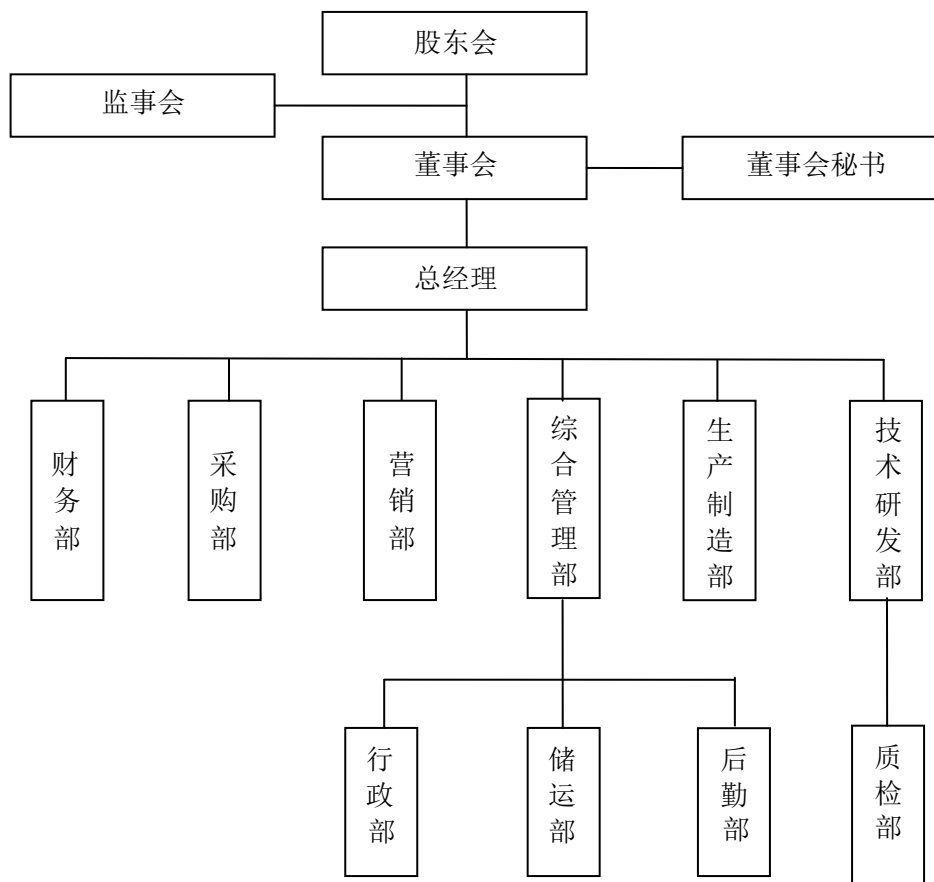 股东会
监事会
董事会
董事会秘书
总经理
财务部
采购部
营销部
综合管理部
生产制造部
技术研发部
行政部
储运部
后勤部
质检部